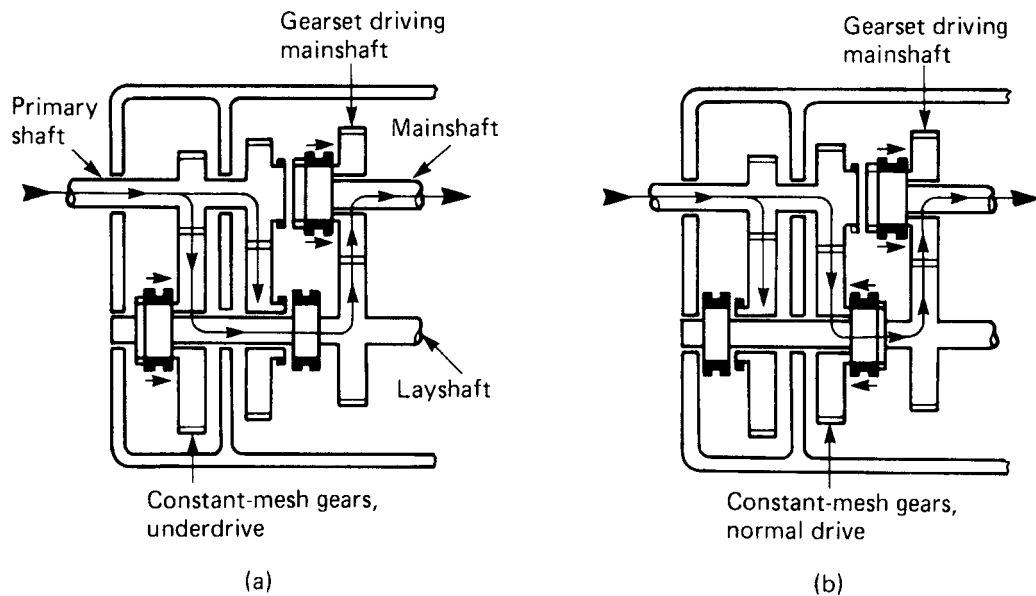 Gearset driving
mainshaft
Primary
shaft
Mainshaft
Layshaft
Constant-mesh gears,
underdrive
(a)
Gearset driving
mainshaft
Constant-mesh gears,
normal drive
(b)